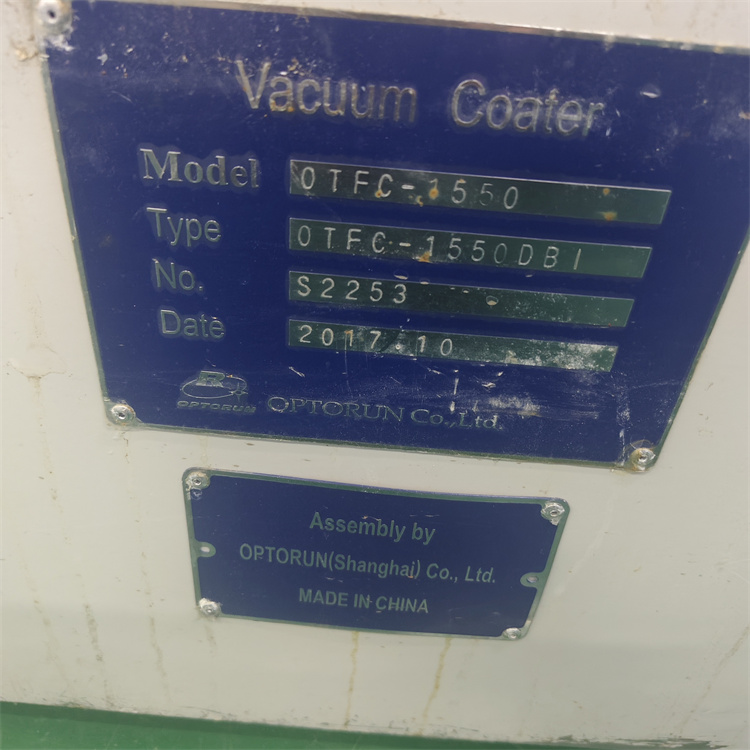 Vacuum Coater
Model OTFC-1550
Type OTFC-1550DBI
No. S2253
Date 2017.10
OPTORUN OPTORUN Co.,Ltd.
Assembly by
OPTORUN(Shanghai) Co., Ltd.
MADE IN CHINA